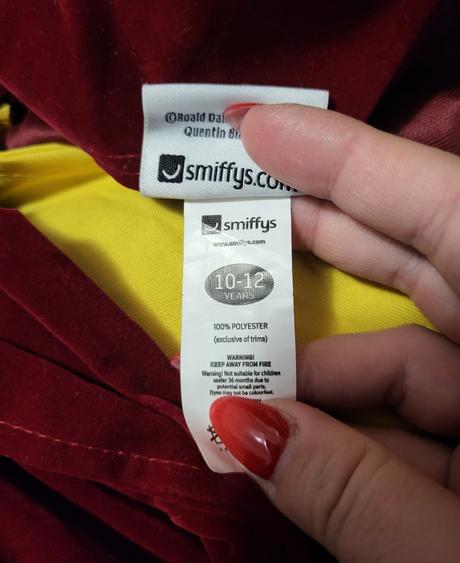 ©Roald Da
Quentin B
smiffys.com
smiffys
www.smiffys.com
10-12
YEARS
100% POLYESTER
(exclusive of trims)
WARNING!
KEEP AWAY FROM FIRE
Warning! Not suitable for children
under 36 months due to
potential small parts.
Dyes may not be colourfast.